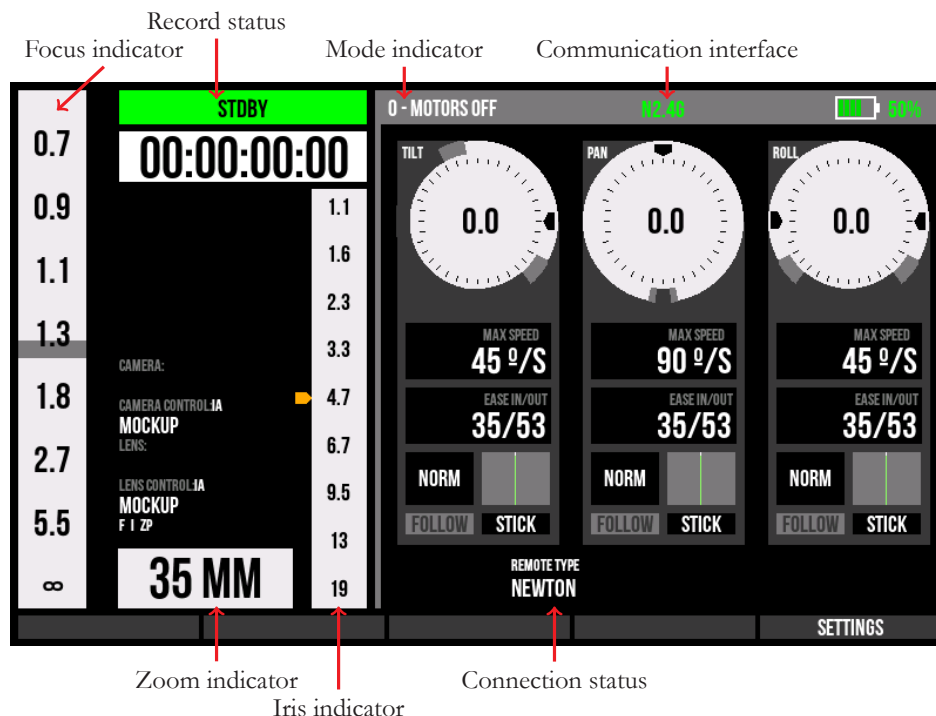 Record status
Focus indicator
Mode indicator
Communication interface
STDBY
0 - MOTORS OFF
N2.4G
50%
00:00:00:00
0.7
0.9
1.1
1.3
1.8
2.7
5.5
∞
CAMERA:
CAMERA CONTROL:IA
MOCKUP
LENS:
LENS CONTROL:IA
MOCKUP
F I ZP
35 MM
1.1
1.6
2.3
3.3
4.7
6.7
9.5
13
19
TILT
0.0
MAX SPEED
45 º/S
EASE IN/OUT
35/53
NORM
FOLLOW STICK
PAN
0.0
MAX SPEED
90 º/S
EASE IN/OUT
35/53
NORM
FOLLOW STICK
ROLL
0.0
MAX SPEED
45 º/S
EASE IN/OUT
35/53
NORM
FOLLOW STICK
REMOTE TYPE
NEWTON
SETTINGS
Zoom indicator
Iris indicator
Connection status